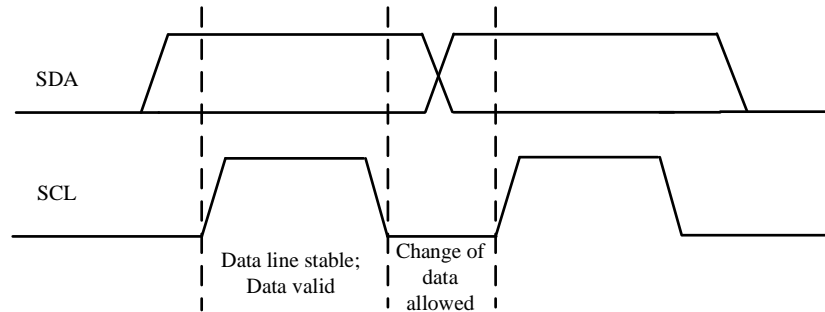 SDA
SCL
Data line stable;
Data valid
Change of
data
allowed